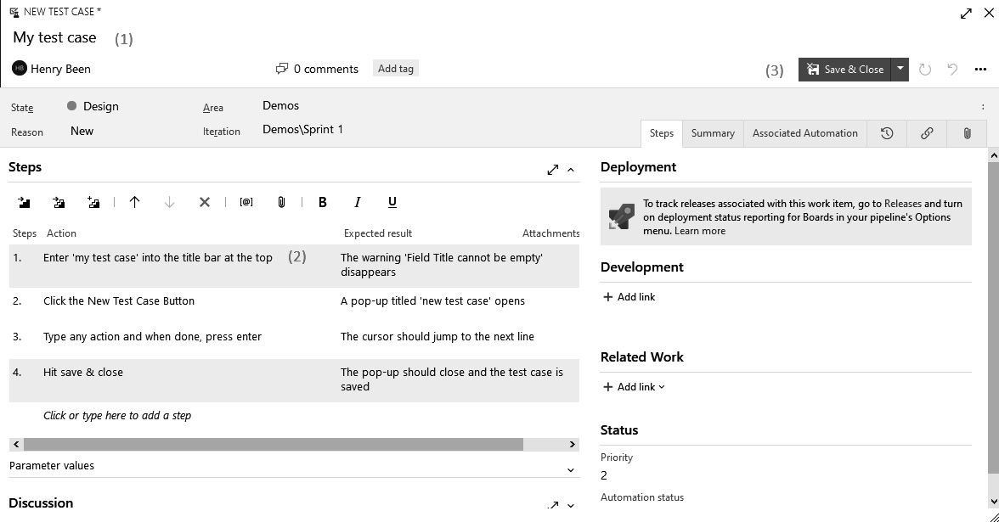 NEW TEST CASE *
My test case (1)
HB Henry Been 0 comments Add tag (3) Save & Close
State Design Area Demos
Reason New Iteration Demos\Sprint 1
Steps Summary Associated Automation
Steps
[@] B I U
Steps Action Expected result Attachments
1. Enter 'my test case' into the title bar at the top (2) The warning 'Field Title cannot be empty'
disappears
2. Click the New Test Case Button A pop-up titled 'new test case' opens
3. Type any action and when done, press enter The cursor should jump to the next line
4. Hit save & close The pop-up should close and the test case is
saved
Click or type here to add a step
Parameter values
Discussion
Deployment
To track releases associated with this work item, go to Releases and turn
on deployment status reporting for Boards in your pipeline's Options
menu. Learn more
Development
+ Add link
Related Work
+ Add link
Status
Priority
2
Automation status